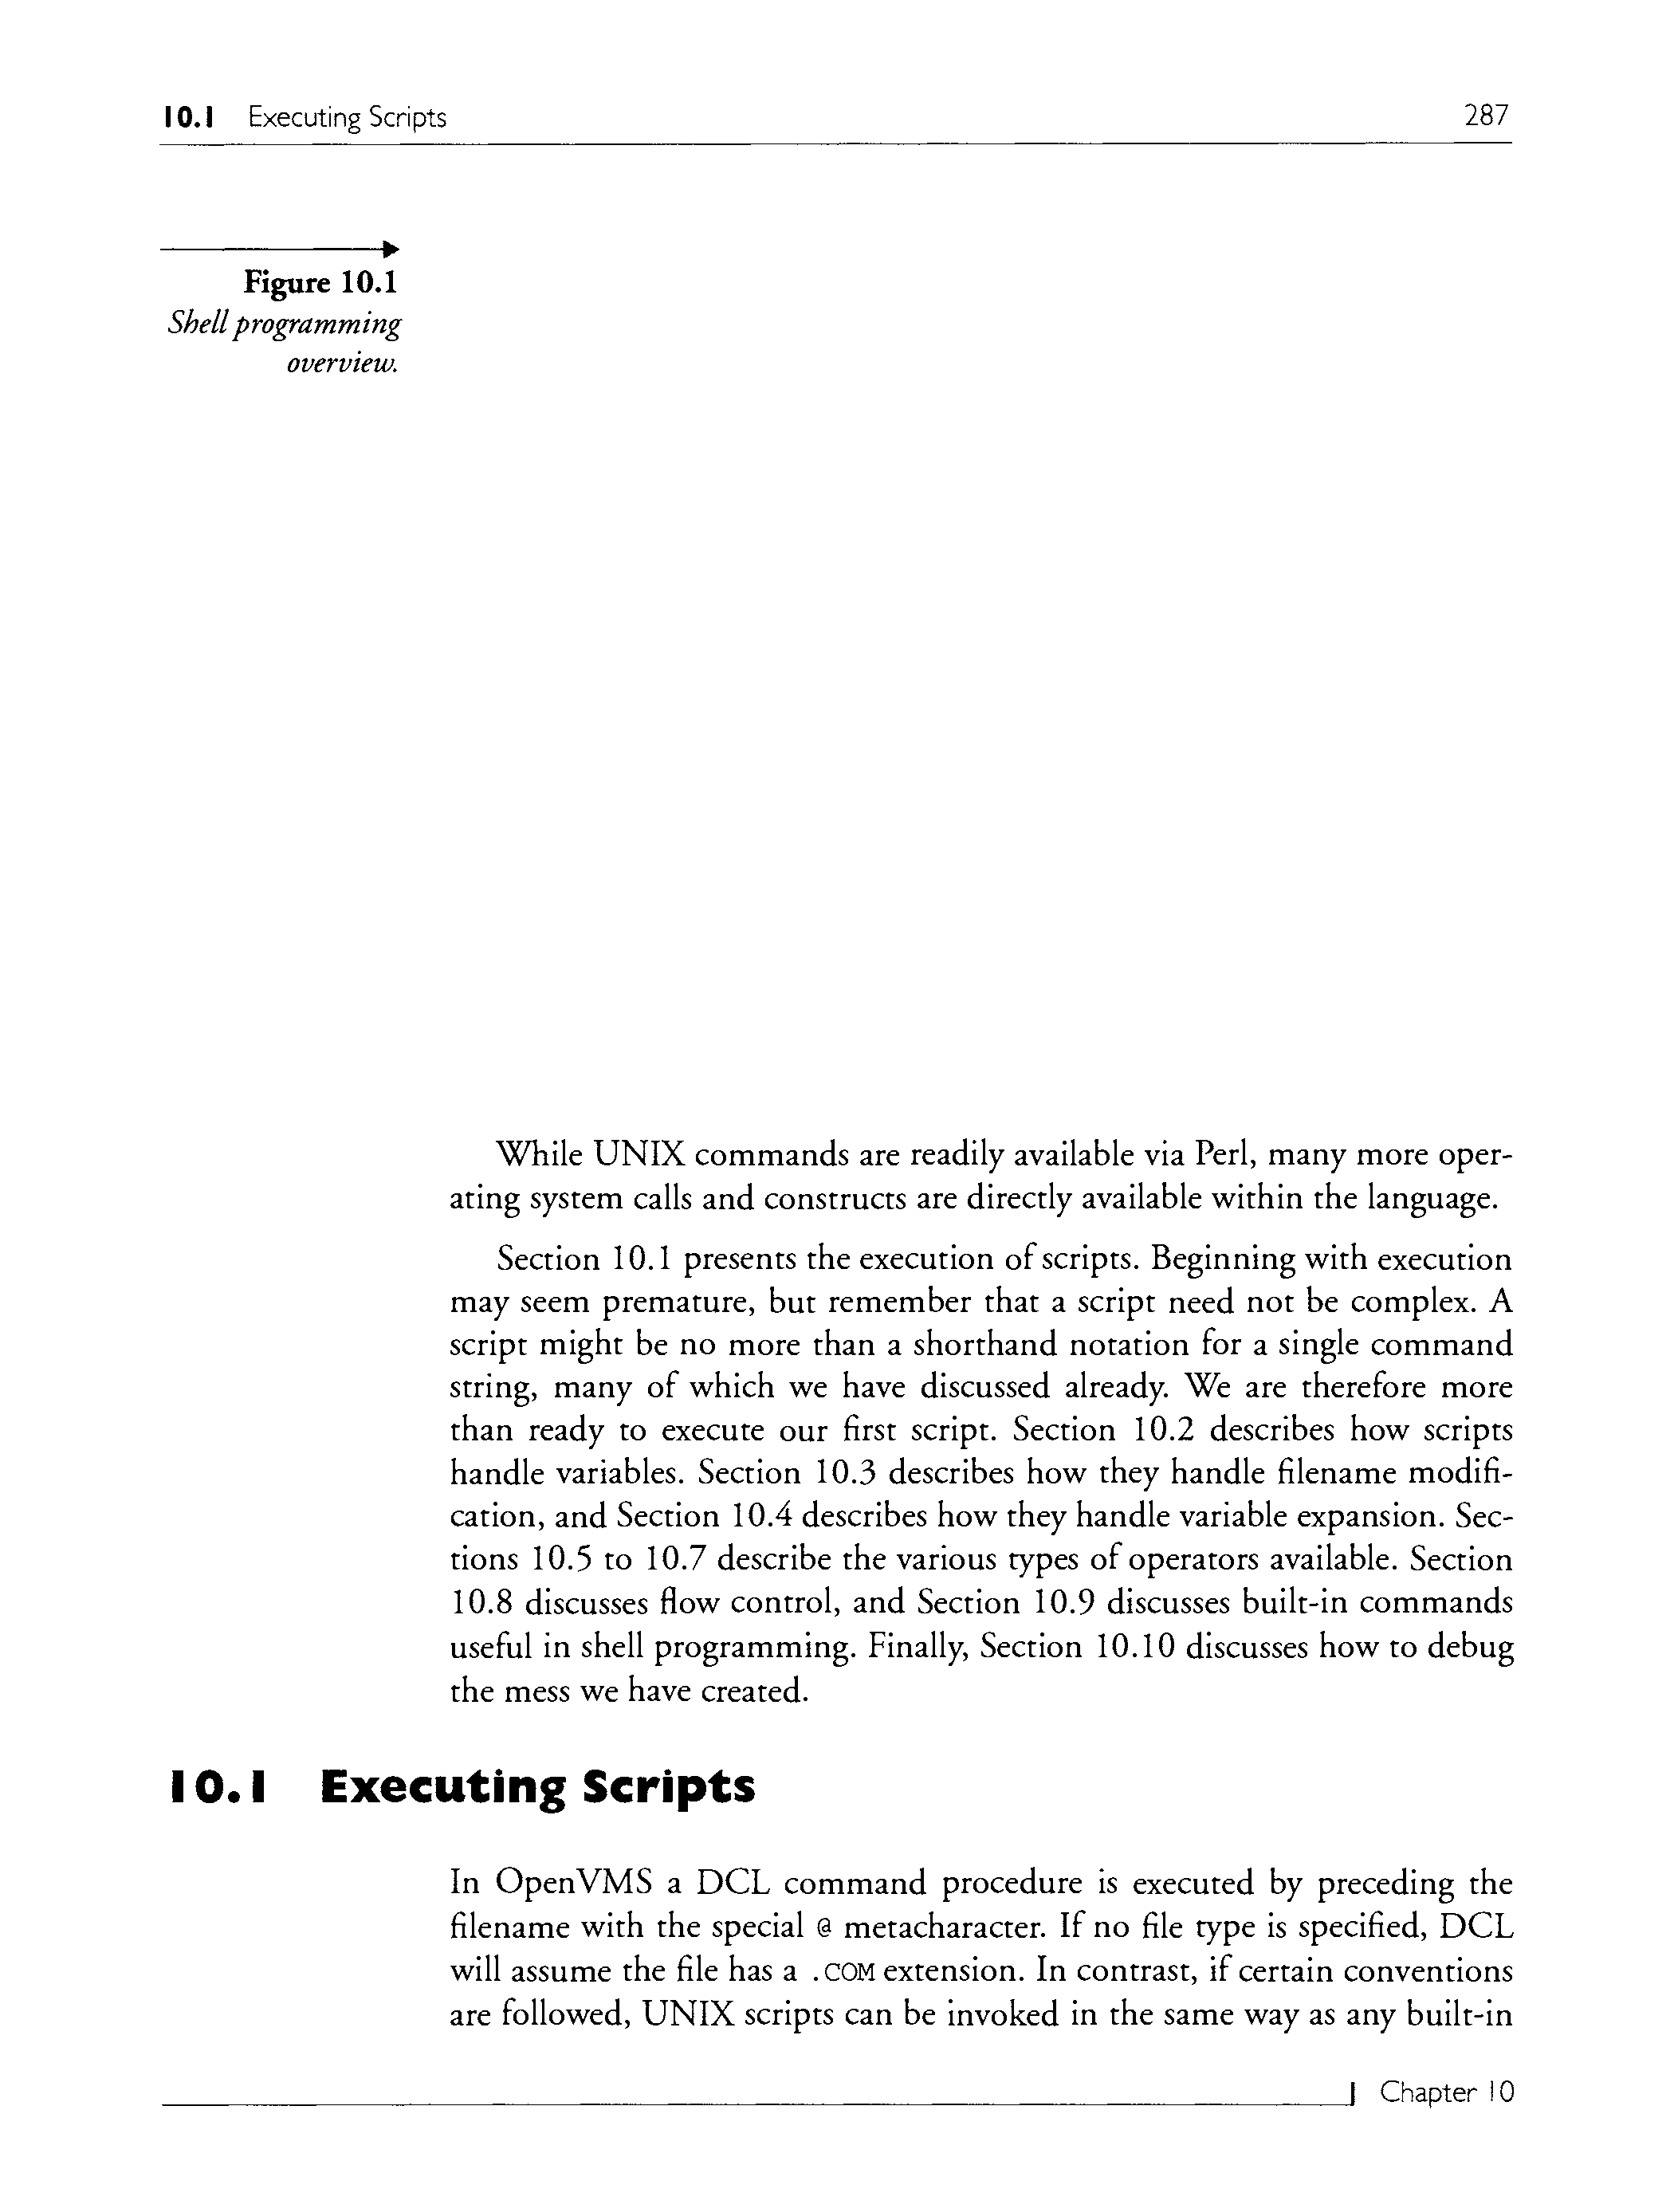 10.1 Executing Scripts 287
Figure 10.1
Shell programming
overview.
While UNIX commands are readily available via Perl, many more oper-
ating system calls and constructs are directly available within the language.
Section 10.1 presents the execution of scripts. Beginning with execution
may seem premature, but remember that a script need not be complex. A
script might be no more than a shorthand notation for a single command
string, many of which we have discussed already. We are therefore more
than ready to execute our first script. Section 10.2 describes how scripts
handle variables. Section 10.3 describes how they handle filename modifi-
cation, and Section 10.4 describes how they handle variable expansion. Sec-
tions 10.5 to 10.7 describe the various types of operators available. Section
10.8 discusses flow control, and Section 10.9 discusses built-in commands
useful in shell programming. Finally, Section 10.10 discusses how to debug
the mess we have created.
10.1 Executing Scripts
In OpenVMS a DCL command procedure is executed by preceding the
filename with the special @ metacharacter. If no file type is specified, DCL
will assume the file has a .COM extension. In contrast, if certain conventions
are followed, UNIX scripts can be invoked in the same way as any built-in
Chapter 10